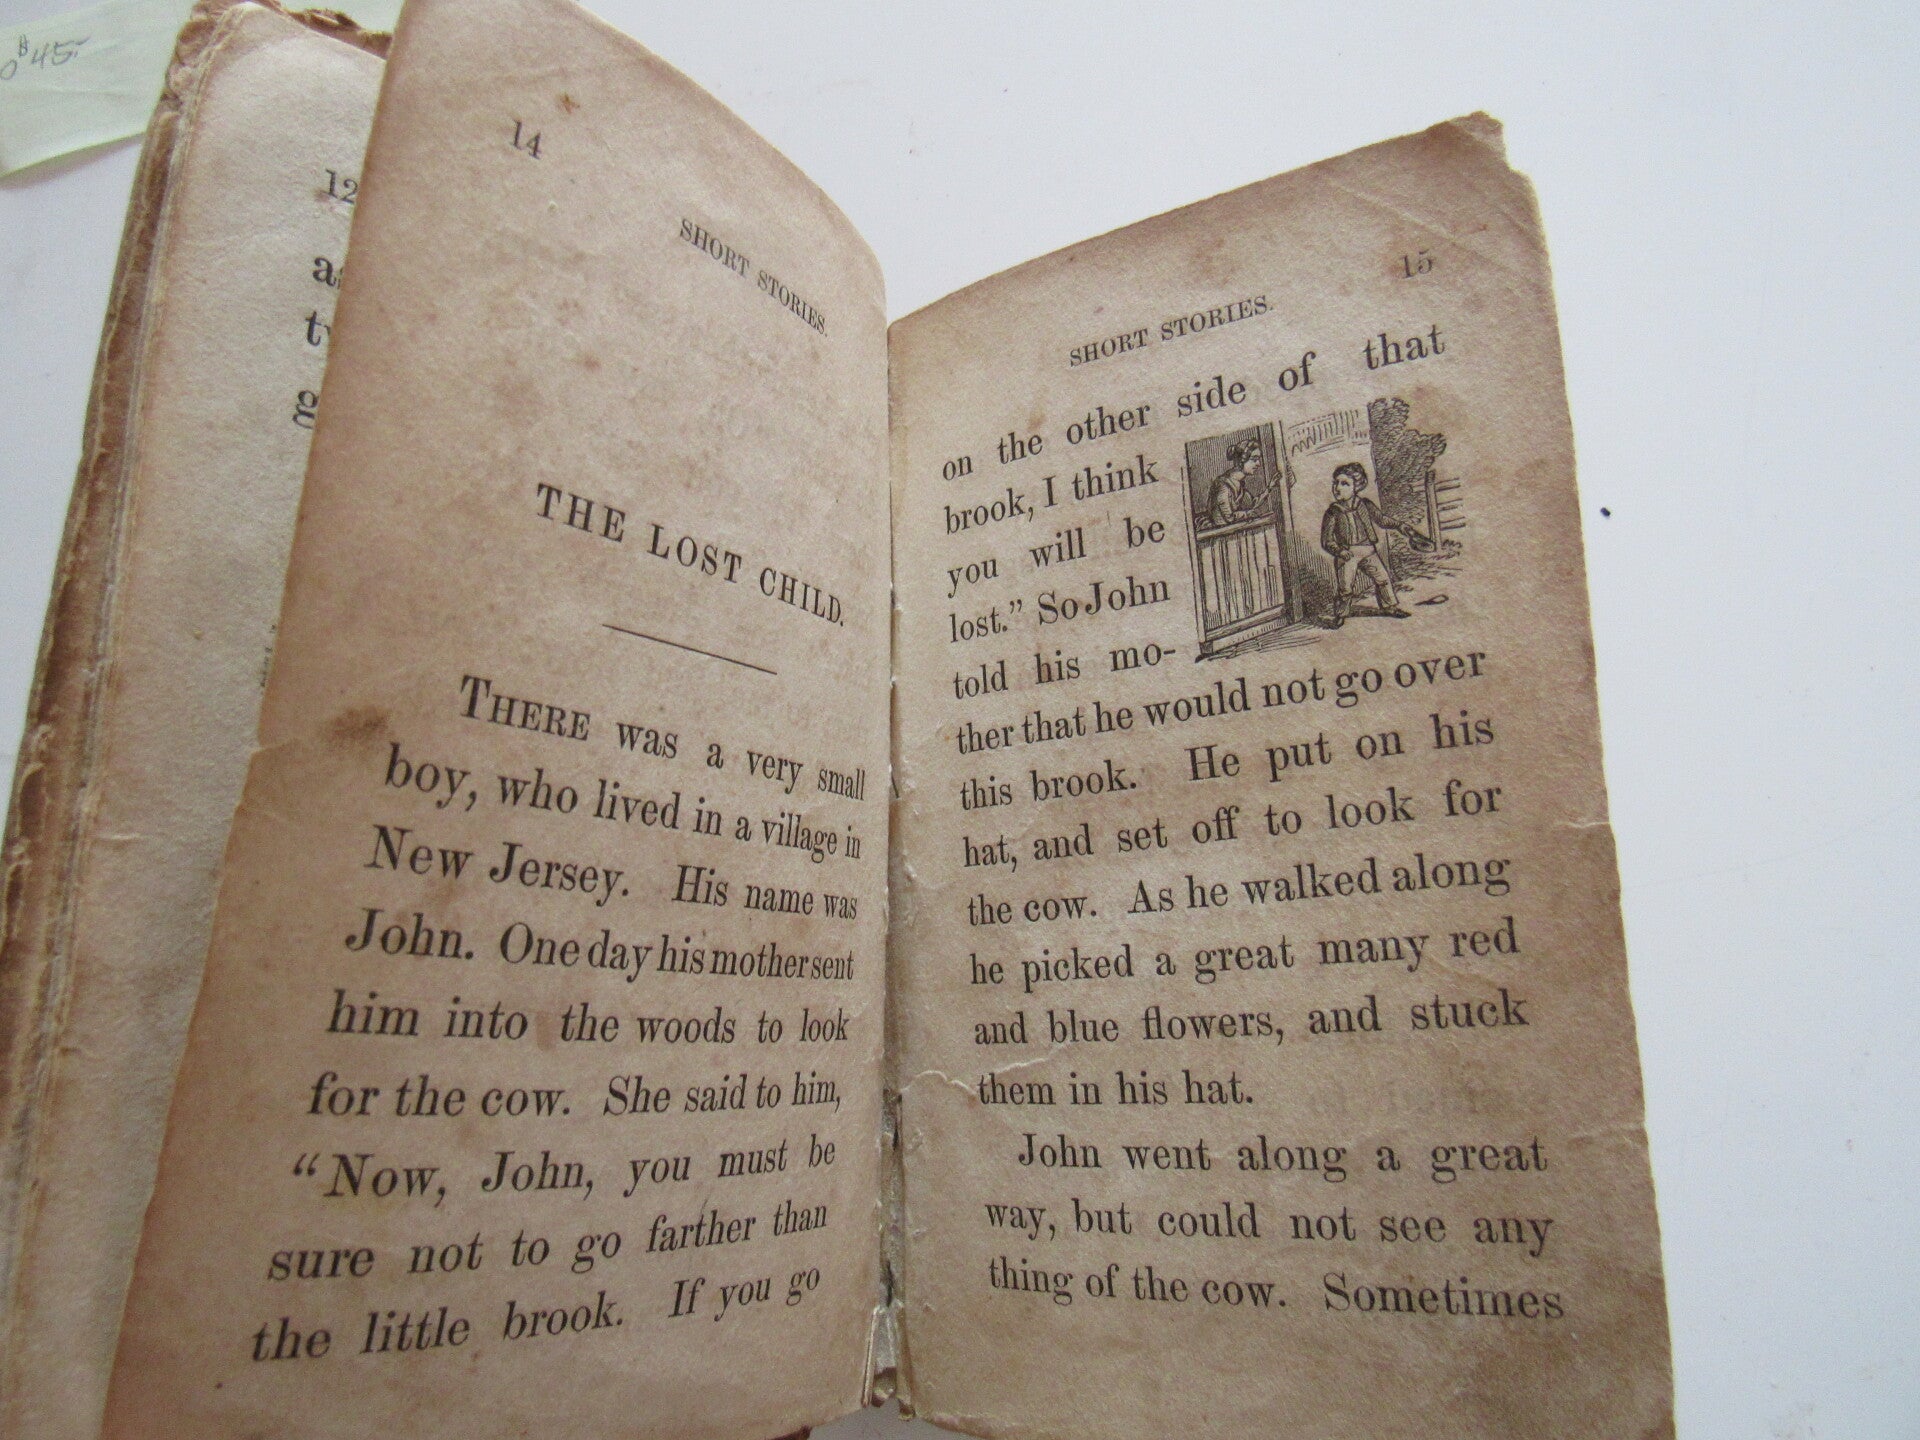 $45-
12
14
SHORT STORIES.
THE LOST CHILD.
THERE was a very small
boy, who lived in a village in
New Jersey. His name was
John. One day his mother sent
him into the woods to look
for the cow. She said to him,
“Now, John, you must be
sure not to go farther than
the little brook. If you go
15
SHORT STORIES.
on the other side of that
brook, I think
you will be
lost.” So John
told his mo-
ther that he would not go over
this brook. He put on his
hat, and set off to look for
the cow. As he walked along
he picked a great many red
and blue flowers, and stuck
them in his hat.
John went along a great
way, but could not see any
thing of the cow. Sometimes